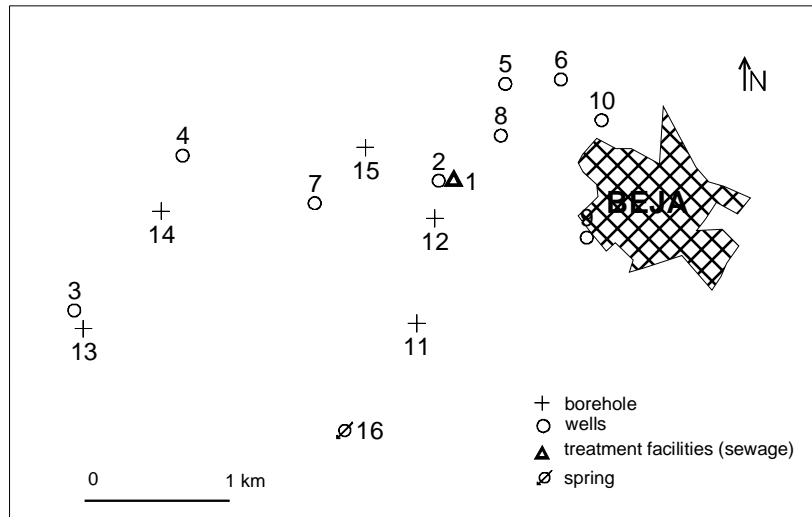 5
6
N
10
8
4
15
2
1
7
BEJA
14
12
9
3
13
11
16
borehole
wells
treatment facilities (sewage)
spring
0
1 km